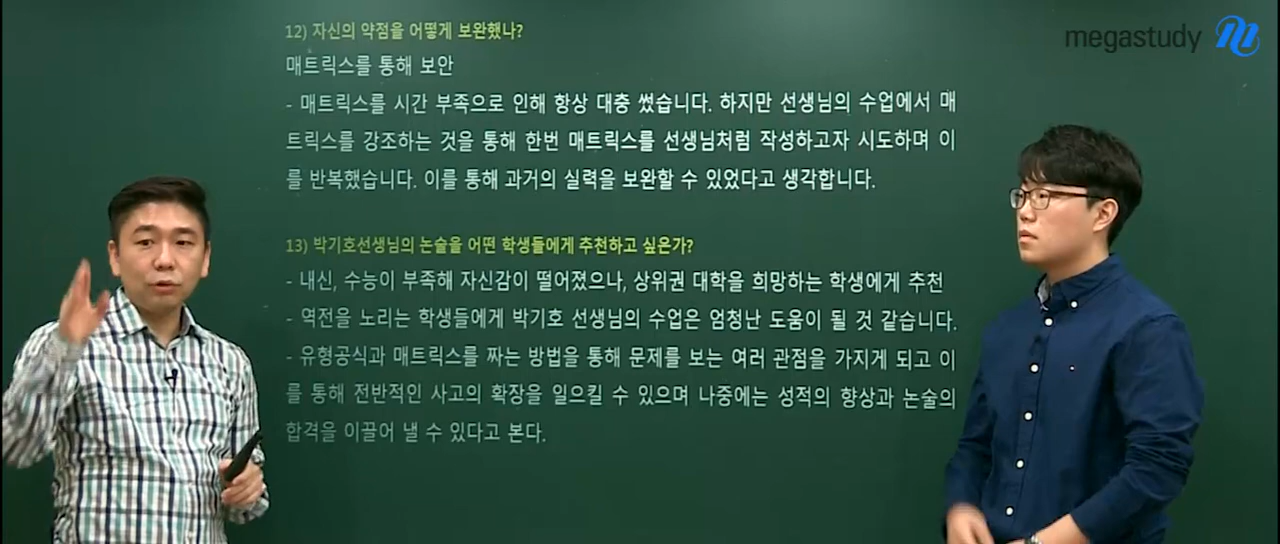 12) 자신의 약점을 어떻게 보완했나?
megastudy
매트릭스를 통해 보안
- 매트릭스를 시간 부족으로 인해 항상 대충 썼습니다. 하지만 선생님의 수업에서 매
트릭스를 강조하는 것을 통해 한번 매트릭스를 선생님처럼 작성하고자 시도하며 이
를 반복했습니다. 이를 통해 과거의 실력을 보완할 수 있었다고 생각합니다.
13) 박기호선생님의 논술을 어떤 학생들에게 추천하고 싶은가?
- 내신, 수능이 부족해 자신감이 떨어졌으나, 상위권 대학을 희망하는 학생에게 추천
- 역전을 노리는 학생들에게 박기호 선생님의 수업은 엄청난 도움이 될 것 같습니다.
- 유형공식과 매트릭스를 짜는 방법을 통해 문제를 보는 여러 관점을 가지게 되고 이
를 통해 전반적인 사고의 확장을 일으킬 수 있으며 나중에는 성적의 향상과 논술의
합격을 이끌어 낼 수 있다고 본다.